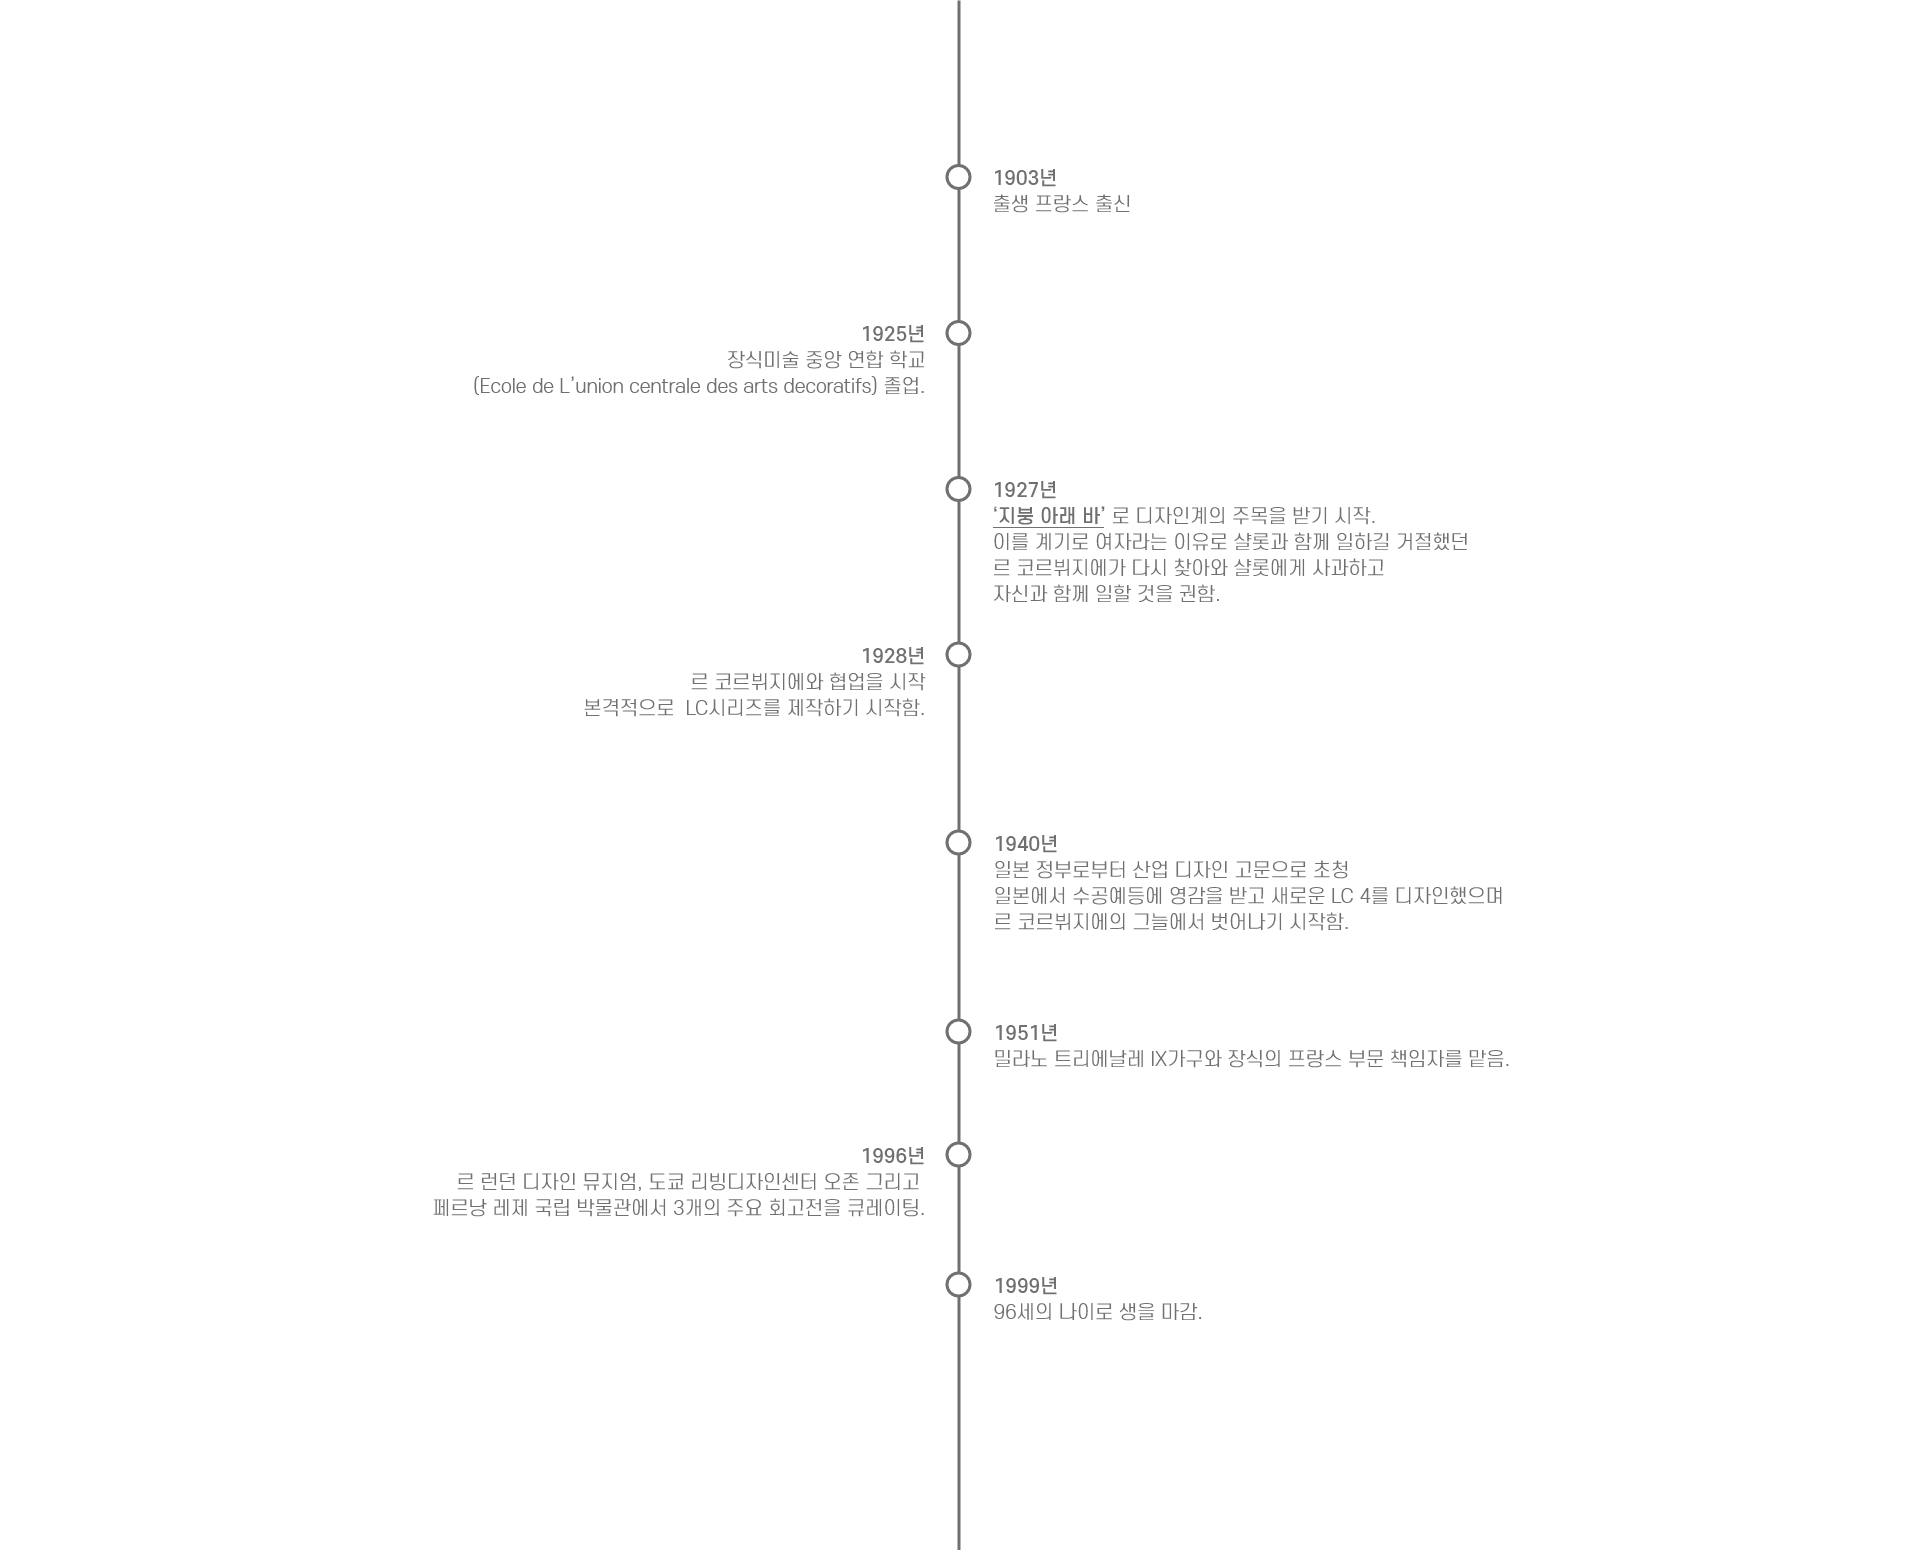 1903년
출생 프랑스 출신
1925년
장식미술 중앙 연합 학교
(Ecole de L’union centrale des arts decoratifs) 졸업.
1927년
‘지붕 아래 바’ 로 디자인계의 주목을 받기 시작.
이를 계기로 여자라는 이유로 샬롯과 함께 일하길 거절했던
르 코르뷔지에가 다시 찾아와 샬롯에게 사과하고
자신과 함께 일할 것을 권함.
1928년
르 코르뷔지에와 협업을 시작
본격적으로  LC시리즈를 제작하기 시작함.
1940년
일본 정부로부터 산업 디자인 고문으로 초청
일본에서 수공예등에 영감을 받고 새로운 LC 4를 디자인했으며
르 코르뷔지에의 그늘에서 벗어나기 시작함.
1951년
밀라노 트리에날레 IX가구와 장식의 프랑스 부문 책임자를 맡음.
1996년
르 런던 디자인 뮤지엄, 도쿄 리빙디자인센터 오존 그리고
페르낭 레제 국립 박물관에서 3개의 주요 회고전을 큐레이팅.
1999년
96세의 나이로 생을 마감.